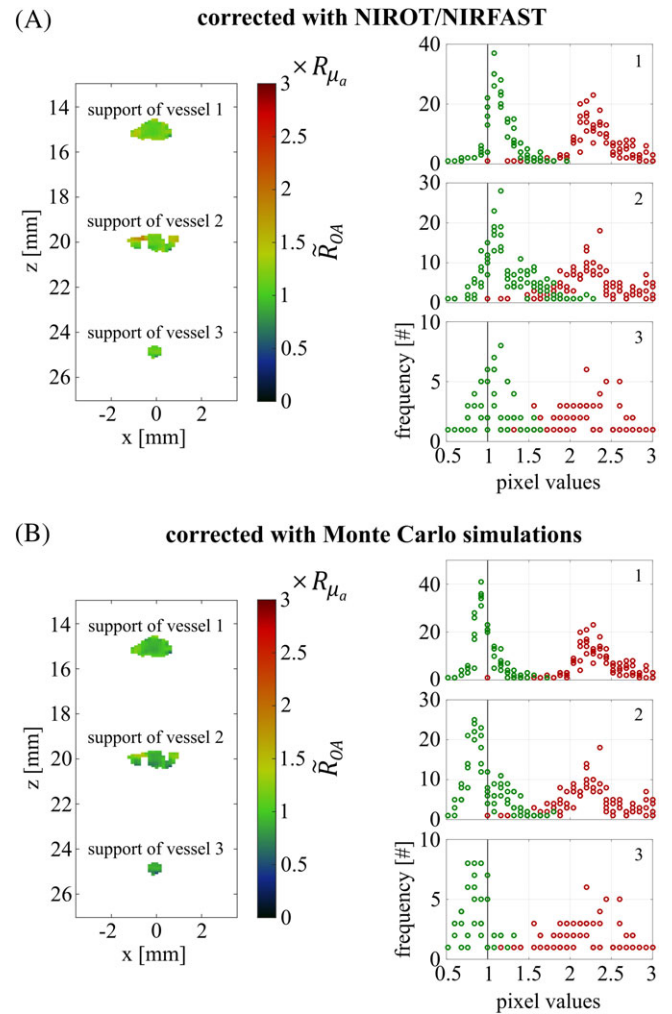 (A)
corrected with NIROT/NIRFAST
× R_{μ_a}
support of vessel 1
support of vessel 2
support of vessel 3
14
16
18
20
22
24
26
z [mm]
-2 0 2
x [mm]
3
2.5
2
1.5
1
0.5
0
R̃_{OA}
40
20
0
1
30
20
10
0
2
10
5
0
3
frequency [#]
0.5 1 1.5 2 2.5 3
pixel values
(B)
corrected with Monte Carlo simulations
× R_{μ_a}
support of vessel 1
support of vessel 2
support of vessel 3
14
16
18
20
22
24
26
z [mm]
-2 0 2
x [mm]
3
2.5
2
1.5
1
0.5
0
R̃_{OA}
40
20
0
1
30
20
10
0
2
10
5
0
3
frequency [#]
0.5 1 1.5 2 2.5 3
pixel values